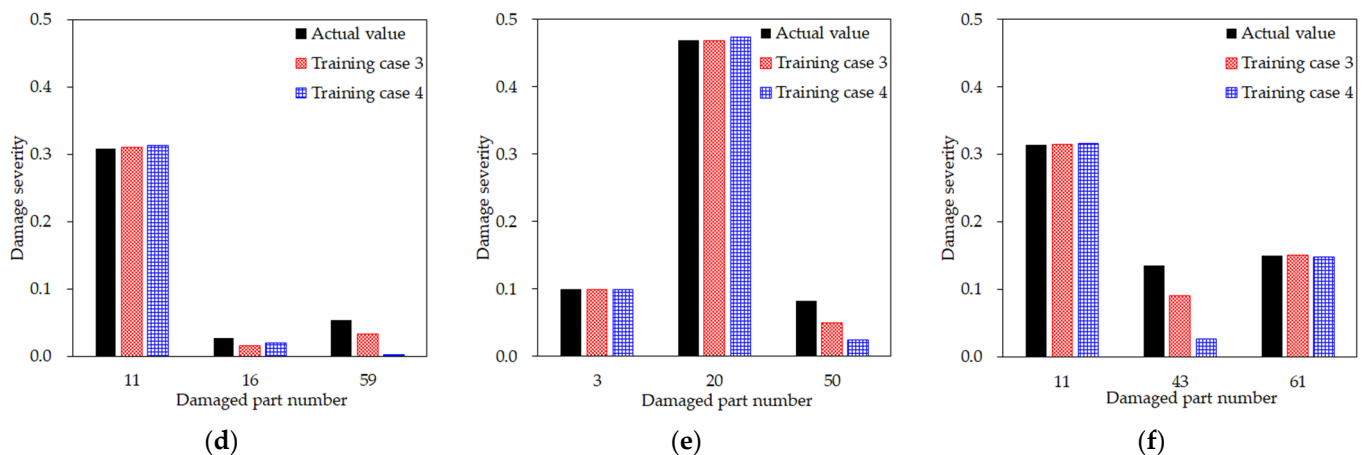 0.5
0.4
0.3
0.2
0.1
0.0
Damage severity
Actual value
Training case 3
Training case 4
11 16 59
Damaged part number
(d)
0.5
0.4
0.3
0.2
0.1
0.0
Damage severity
Actual value
Training case 3
Training case 4
3 20 50
Damaged part number
(e)
0.5
0.4
0.3
0.2
0.1
0.0
Damage severity
Actual value
Training case 3
Training case 4
11 43 61
Damaged part number
(f)